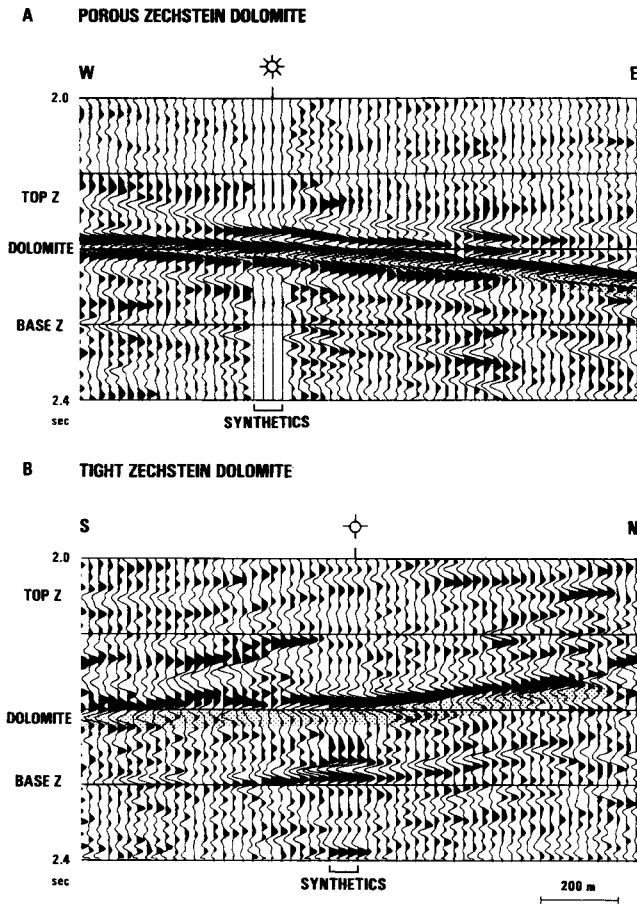 A POROUS ZECHSTEIN DOLOMITE
W E
2.0
TOP Z
DOLOMITE
BASE Z
2.4
sec
SYNTHETICS
B TIGHT ZECHSTEIN DOLOMITE
S N
2.0
TOP Z
DOLOMITE
BASE Z
2.4
sec
SYNTHETICS
200 m